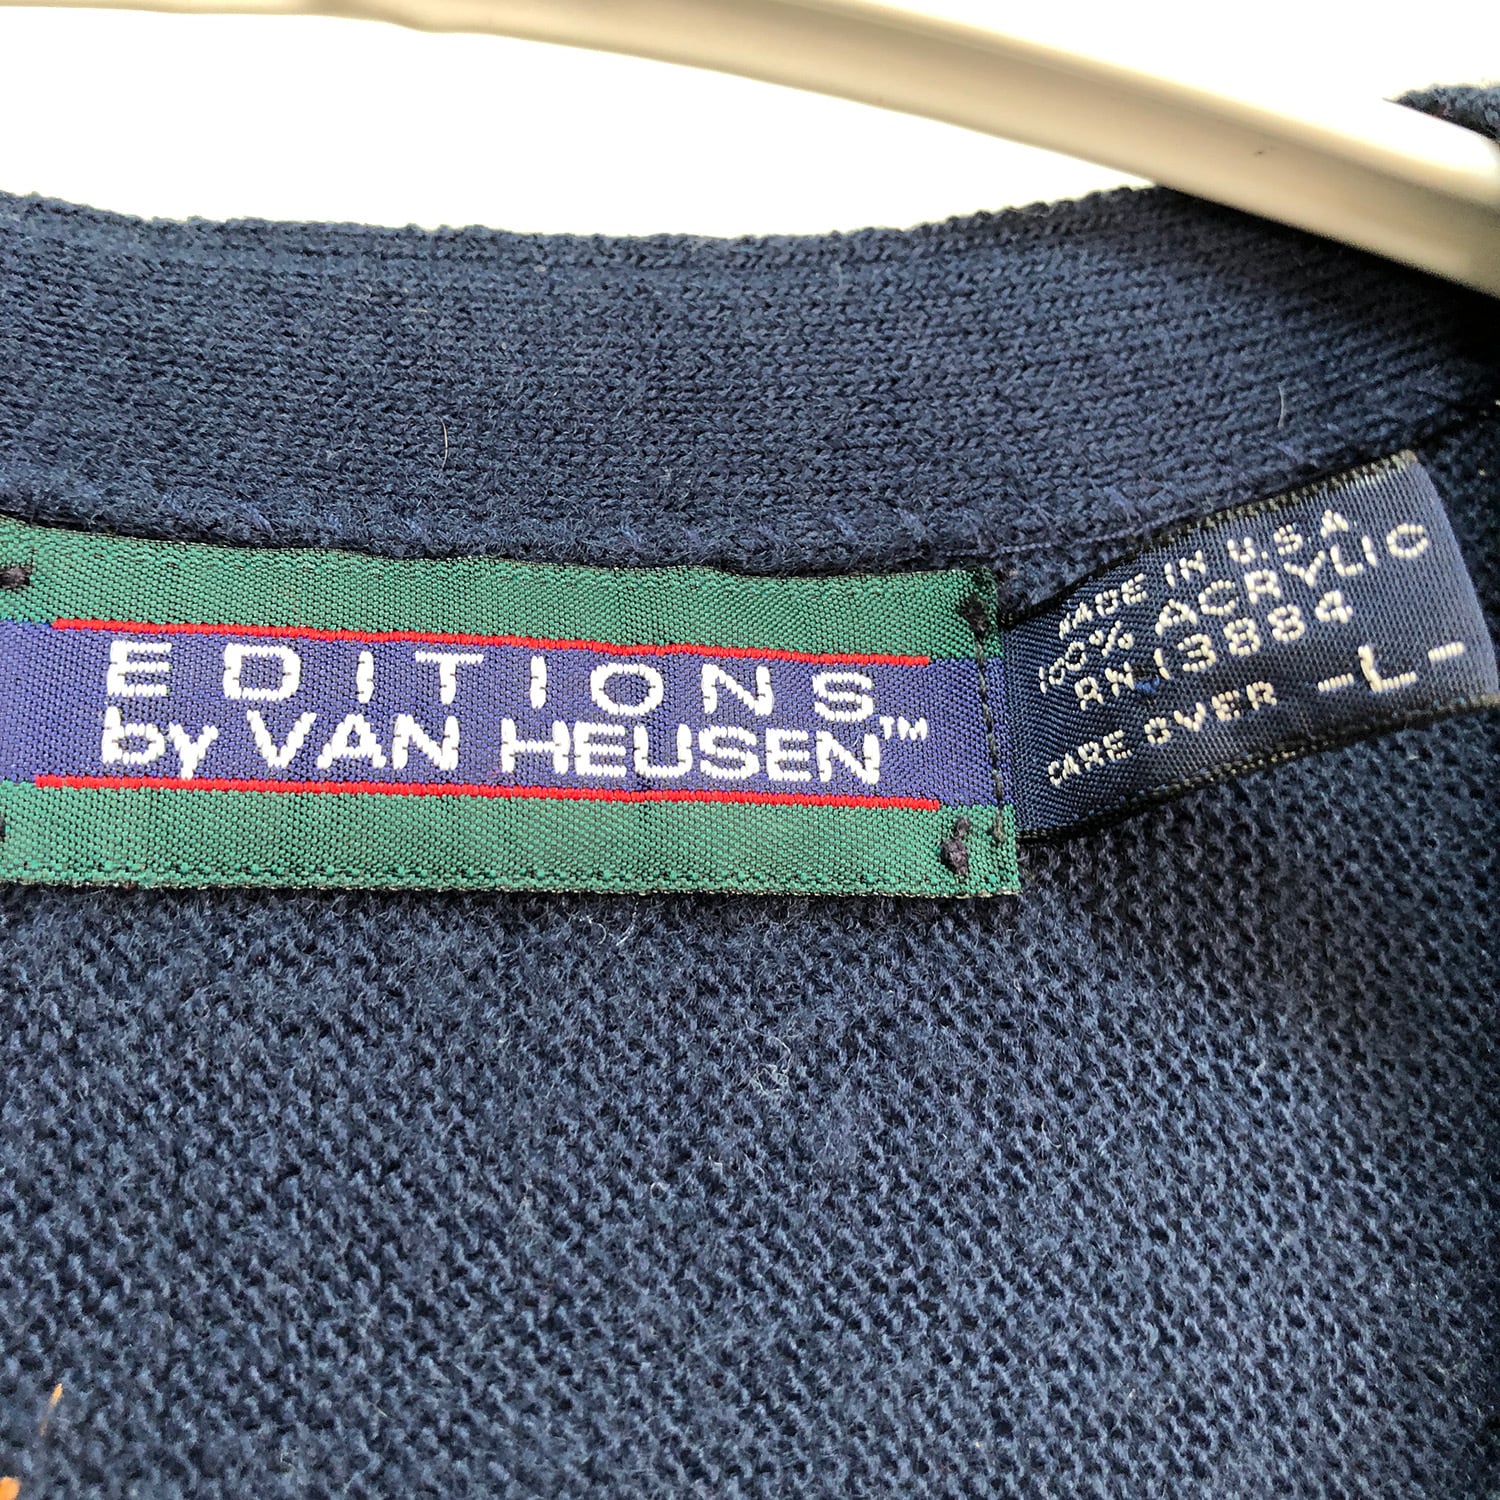 EDITIONS
by VAN HEUSEN™
MADE IN U.S.A
100% ACRYLIC
RN 13884
CARE OVER -L-